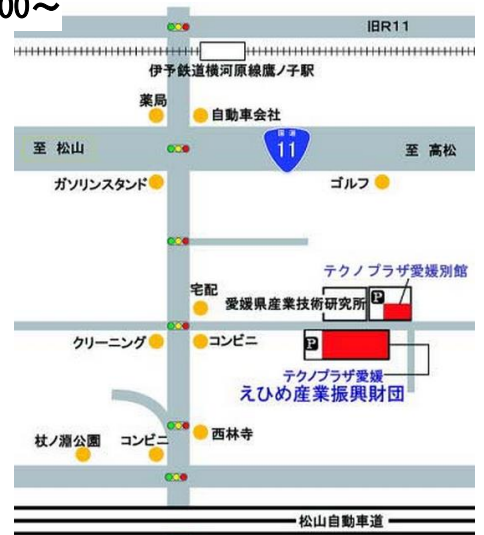 00～
旧R11
伊予鉄道横河原線鷹ノ子駅
薬局
自動車会社
至 松山
国道
11
至 高松
ガソリンスタンド
ゴルフ
テクノプラザ愛媛別館
宅配
愛媛県産業技術研究所
P
クリーニング
コンビニ
P
テクノプラザ愛媛
えひめ産業振興財団
西林寺
杖ノ淵公園
コンビニ
松山自動車道